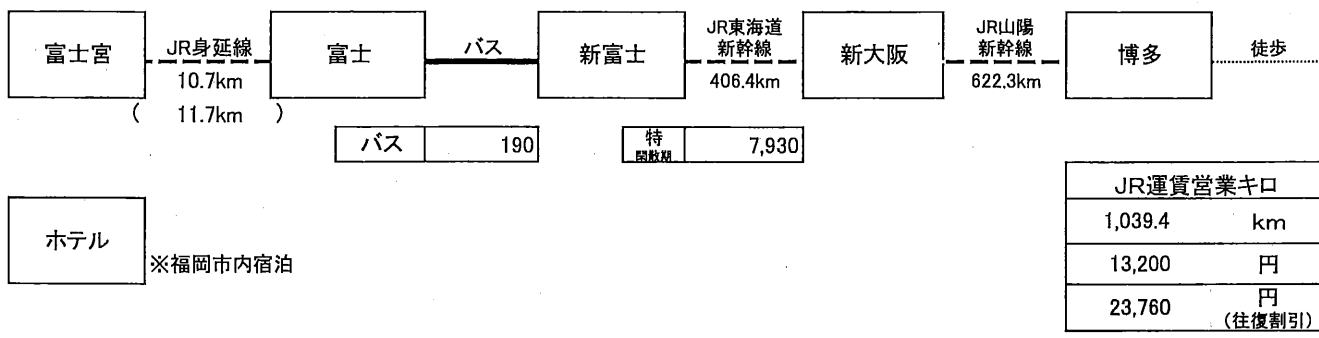 富士宮 JR身延線 富士 バス 新富士 JR東海道新幹線 新大阪 JR山陽新幹線 博多 徒歩
10.7km 406.4km 622.3km
( 11.7km )
バス 190 特 閑散期 7,930
JR運賃営業キロ
1,039.4 km
ホテル
※福岡市内宿泊
13,200 円
23,760 円
(往復割引)